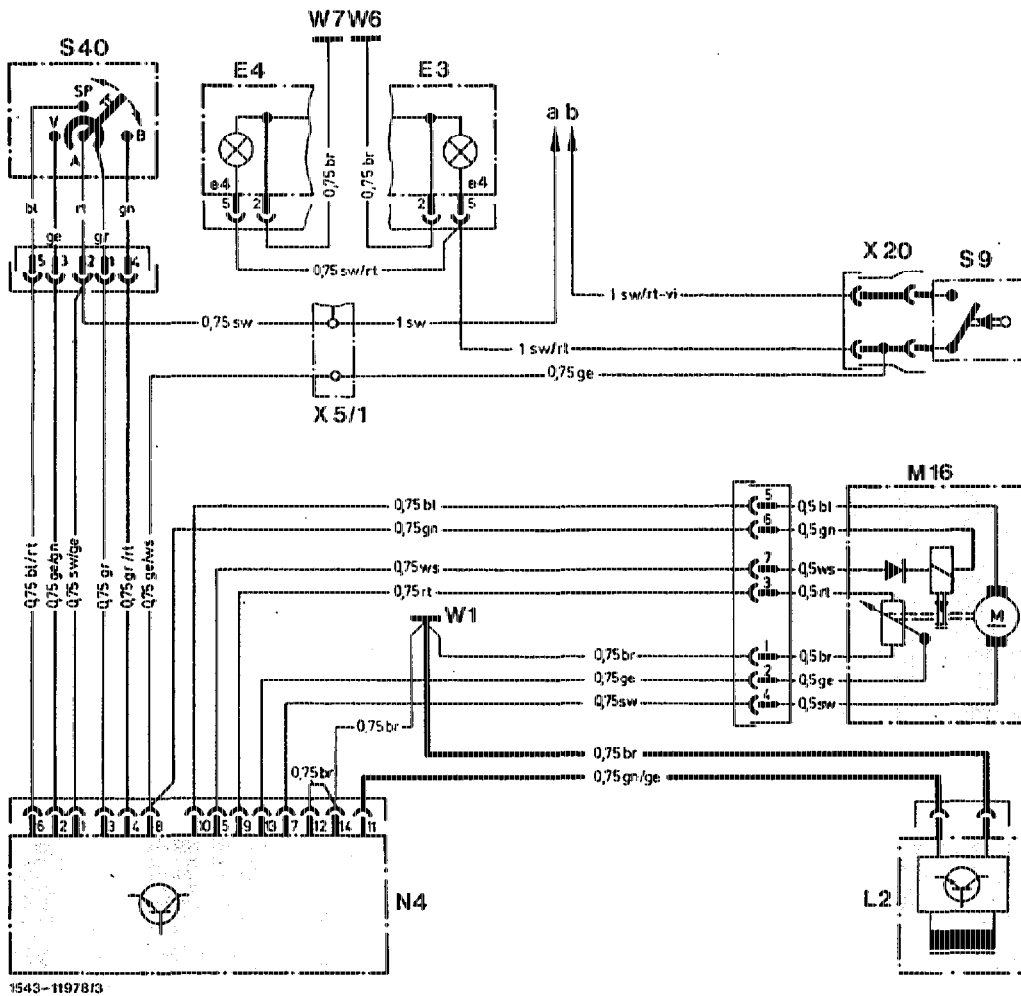 W7 W6
S40
E4
E3
a b
SP
V
A
B
e4
e4
5 2
2 5
0,75 br
0,75 br
bl
rt
gn
ge
gr
5 3 2 1 4
0,75 sw/rt
X 20
S 9
1 sw/rt-vi
0,75 sw
1 sw
1 sw/rt
0,75 ge
X 5/1
M 16
0,75 bl
5
0,5 bl
0,75 gn
6
0,5 gn
0,75 ws
7
0,5 ws
0,75 rt
3
0,5 rt
M
W1
0,75 br
1
0,5 br
0,75 ge
2
0,5 ge
0,75 sw
4
0,5 sw
0,75 bl/rt
0,75 ge/gn
0,75 sw/ge
0,75 gr
0,75 gr/rt
0,75 ge/ws
0,75 br
0,75 br
0,75 br
0,75 gn/ge
6 2 1 3 4 8 10 5 9 13 7 12 14 11
N4
L2
1543-11978/3